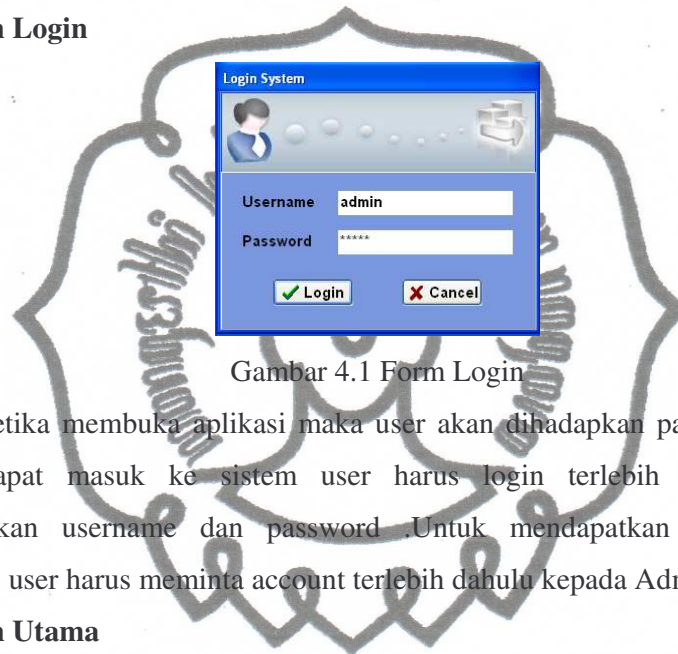 n Login
Login System
Username admin
Password *****
Login Cancel
Gambar 4.1 Form Login
etika membuka aplikasi maka user akan dihadapkan pa
apat masuk ke sistem user harus login terlebih
kan username dan password .Untuk mendapatkan
user harus meminta account terlebih dahulu kepada Adr
n Utama